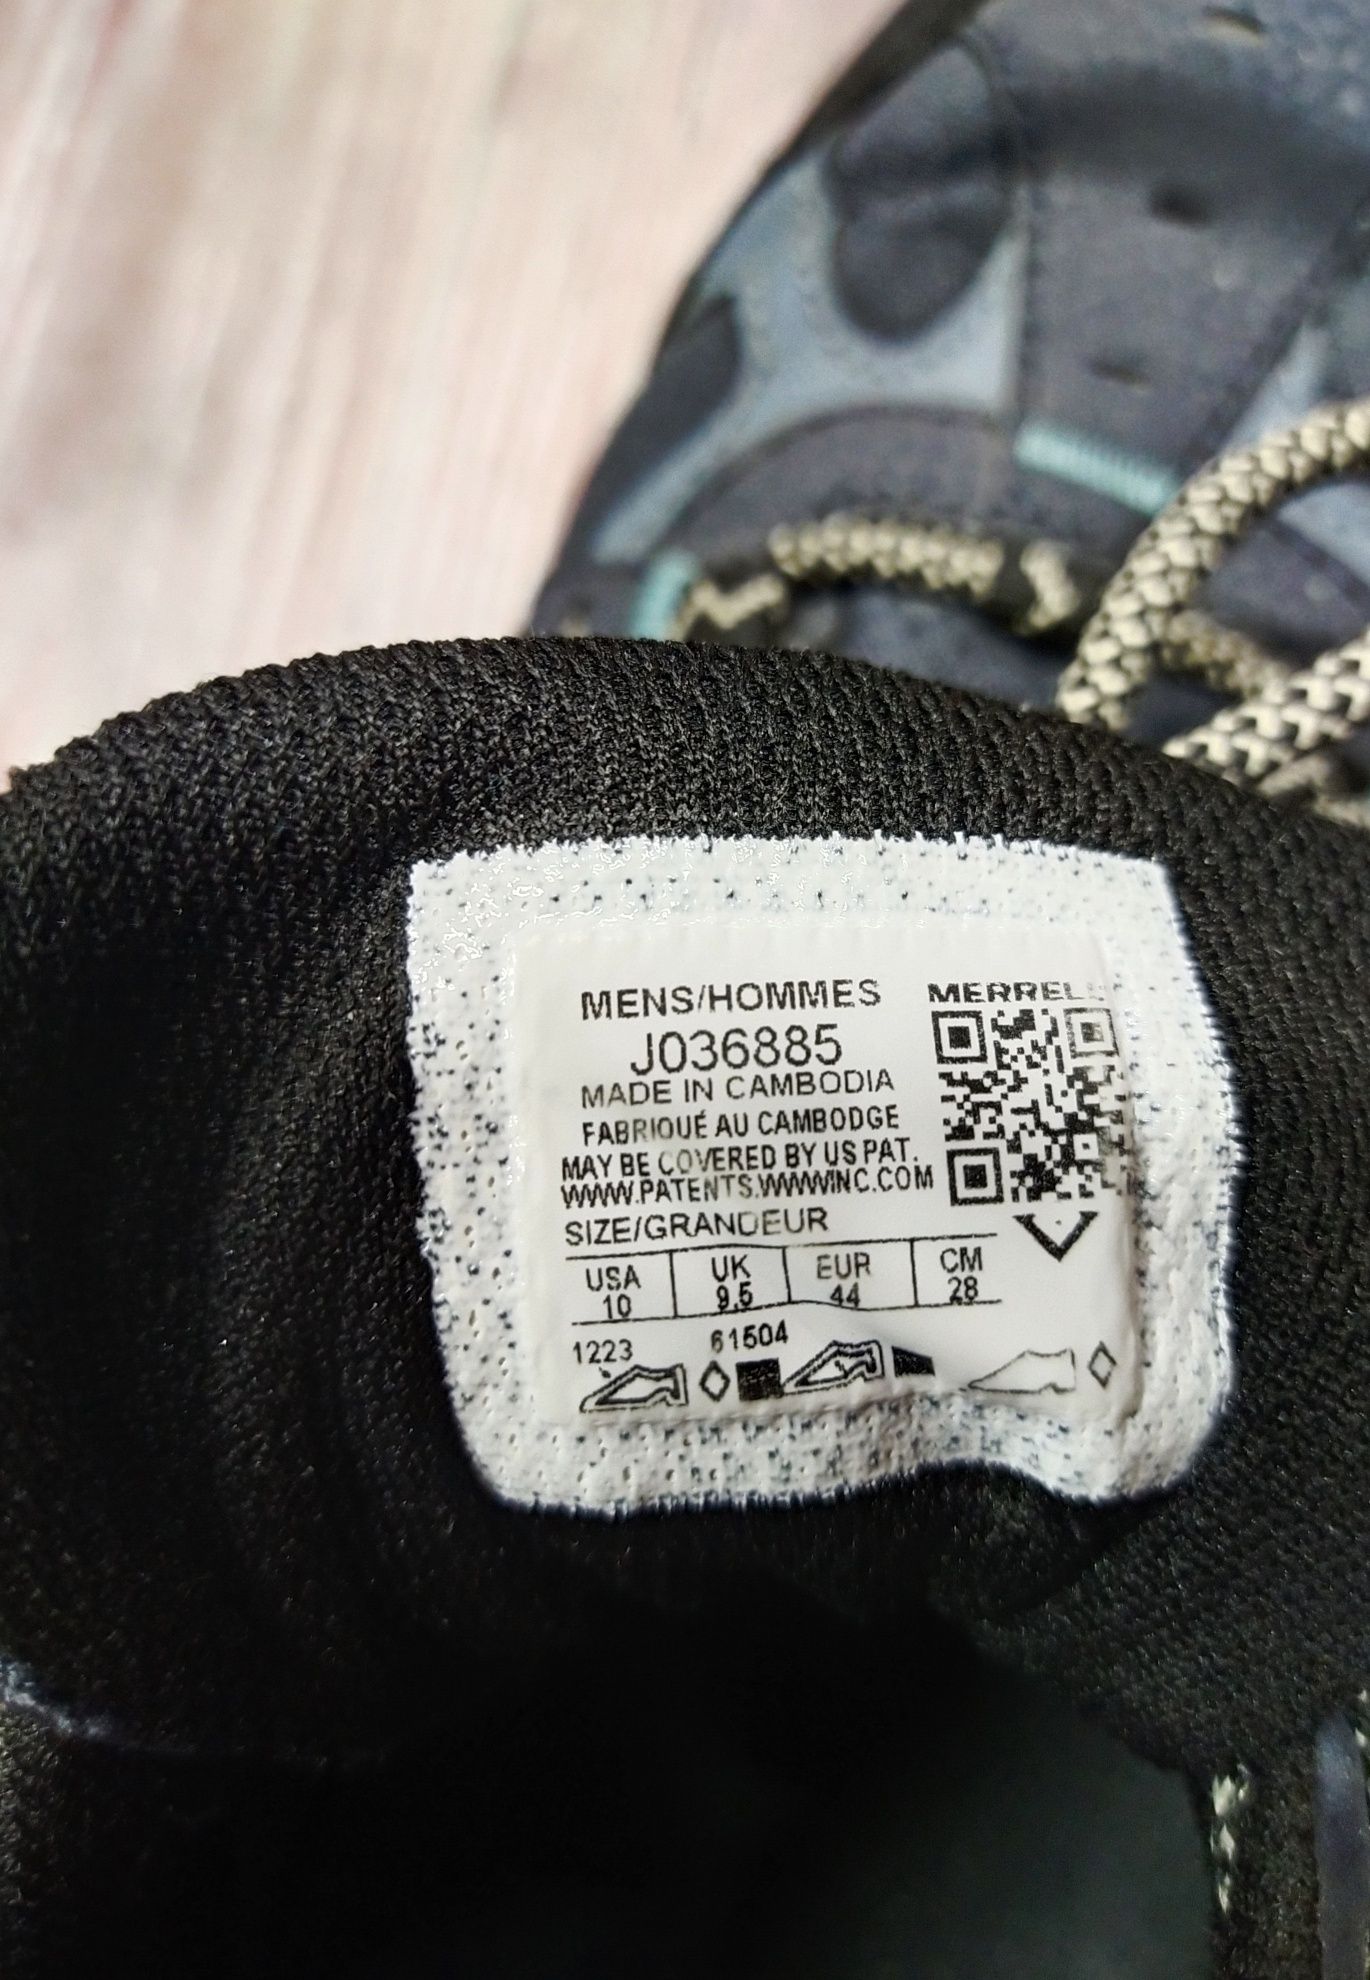 MENS/HOMMES
MERRELL
J036885
MADE IN CAMBODIA
FABRIQUÉ AU CAMBODGE
MAY BE COVERED BY US PAT.
WWW.PATENTS.WWWINC.COM
SIZE/GRANDEUR
USA UK EUR CM
10 9.5 44 28
1223 61504